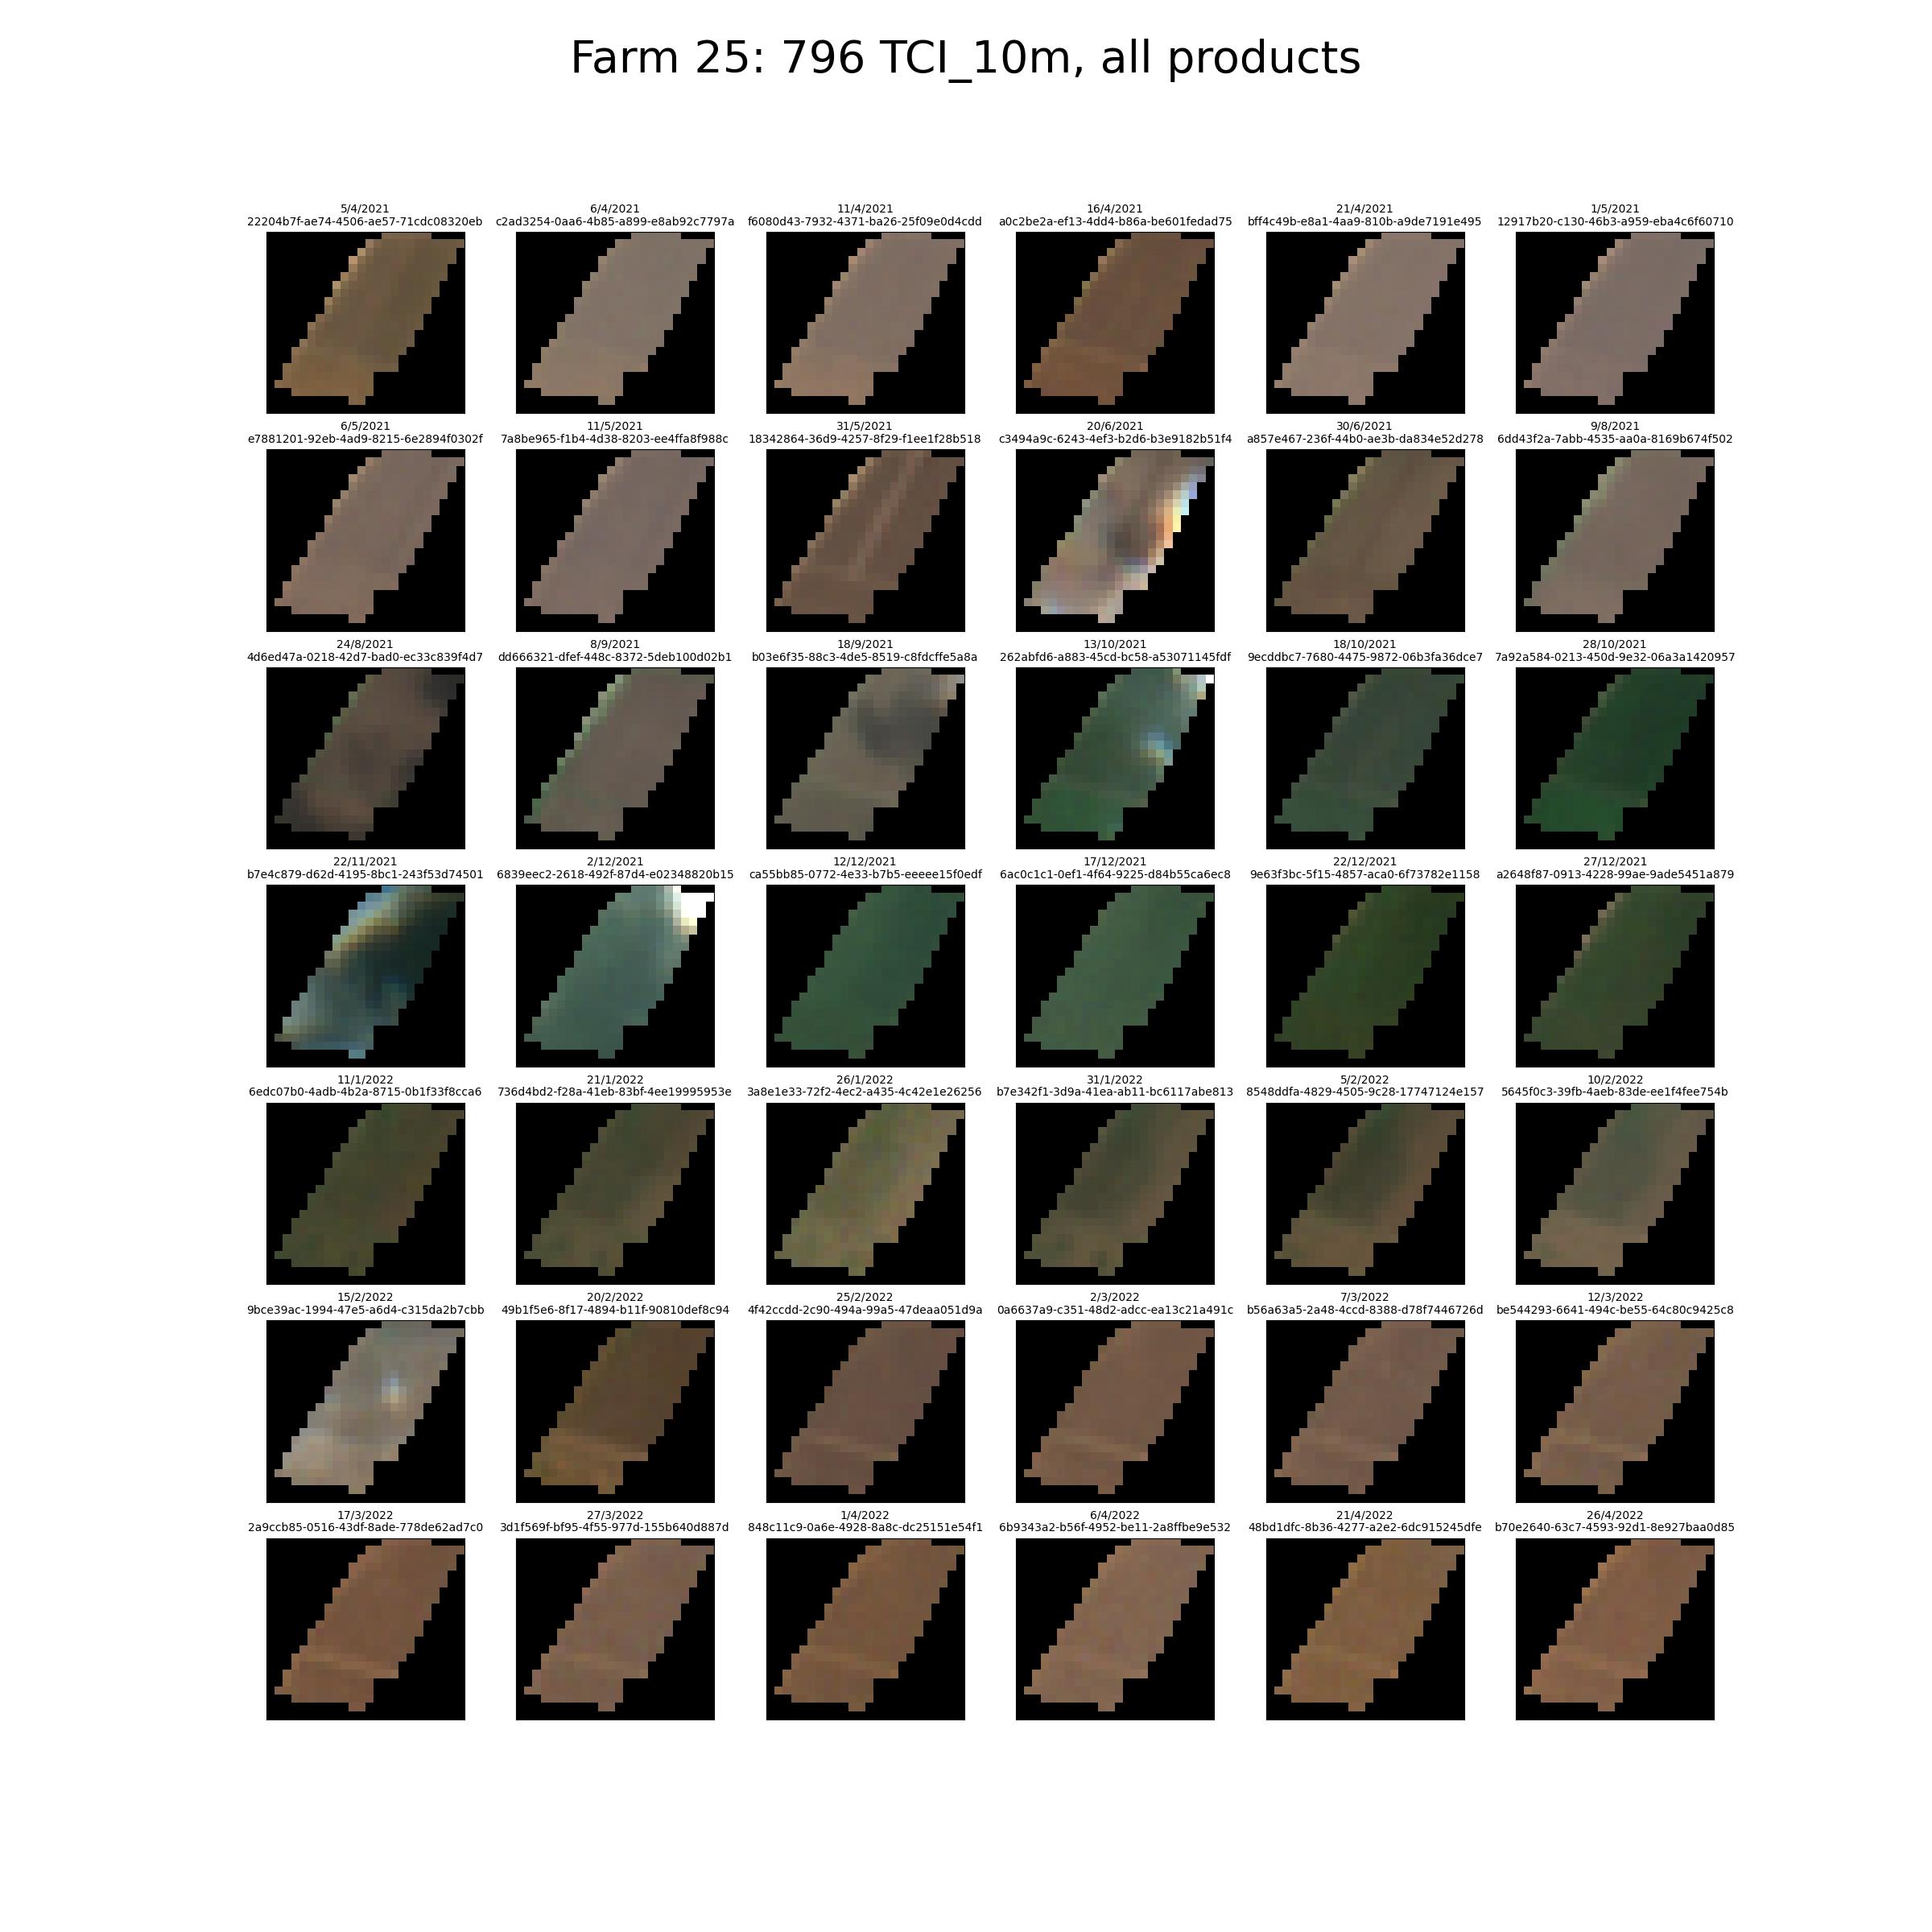 Farm 25: 796 TCI_10m, all products
5/4/2021
22204b7f-ae74-4506-ae57-71cdc08320eb
6/4/2021
c2ad3254-0aa6-4b85-a899-e8ab92c7797a
11/4/2021
f6080d43-7932-4371-ba26-25f09e0d4cdd
16/4/2021
a0c2be2a-ef13-4dd4-b86a-be601fedad75
21/4/2021
bff4c49b-e8a1-4aa9-810b-a9de7191e495
1/5/2021
12917b20-c130-46b3-a959-eba4c6f60710
6/5/2021
e7881201-92eb-4ad9-8215-6e2894f0302f
11/5/2021
7a8be965-f1b4-4d38-8203-ee4ffa8f988c
31/5/2021
18342864-36d9-4257-8f29-f1ee1f28b518
20/6/2021
c3494a9c-6243-4ef3-b2d6-b3e9182b51f4
30/6/2021
a857e467-236f-44b0-ae3b-da834e52d278
9/8/2021
6dd43f2a-7abb-4535-aa0a-8169b674f502
24/8/2021
4d6ed47a-0218-42d7-bad0-ec33c839f4d7
8/9/2021
dd666321-dfef-448c-8372-5deb100d02b1
18/9/2021
b03e6f35-88c3-4de5-8519-c8fdcffe5a8a
13/10/2021
262abfd6-a883-45cd-bc58-a53071145fdf
18/10/2021
9ecddbc7-7680-4475-9872-06b3fa36dce7
28/10/2021
7a92a584-0213-450d-9e32-06a3a1420957
22/11/2021
b7e4c879-d62d-4195-8bc1-243f53d74501
2/12/2021
6839eec2-2618-492f-87d4-e02348820b15
12/12/2021
ca55bb85-0772-4e33-b7b5-eeeee15f0edf
17/12/2021
6ac0c1c1-0ef1-4f64-9225-d84b55ca6ec8
22/12/2021
9e63f3bc-5f15-4857-aca0-6f73782e1158
27/12/2021
a2648f87-0913-4228-99ae-9ade5451a879
11/1/2022
6edc07b0-4adb-4b2a-8715-0b1f33f8cca6
21/1/2022
736d4bd2-f28a-41eb-83bf-4ee19995953e
26/1/2022
3a8e1e33-72f2-4ec2-a435-4c42e1e26256
31/1/2022
b7e342f1-3d9a-41ea-ab11-bc6117abe813
5/2/2022
8548ddfa-4829-4505-9c28-17747124e157
10/2/2022
5645f0c3-39fb-4aeb-83de-ee1f4fee754b
15/2/2022
9bce39ac-1994-47e5-a6d4-c315da2b7cbb
20/2/2022
49b1f5e6-8f17-4894-b11f-90810def8c94
25/2/2022
4f42ccdd-2c90-494a-99a5-47deaa051d9a
2/3/2022
0a6637a9-c351-48d2-adcc-ea13c21a491c
7/3/2022
b56a63a5-2a48-4ccd-8388-d78f7446726d
12/3/2022
be544293-6641-494c-be55-64c80c9425c8
17/3/2022
2a9ccb85-0516-43df-8ade-778de62ad7c0
27/3/2022
3d1f569f-bf95-4f55-977d-155b640d887d
1/4/2022
848c11c9-0a6e-4928-8a8c-dc25151e54f1
6/4/2022
6b9343a2-b56f-4952-be11-2a8ffbe9e532
21/4/2022
48bd1dfc-8b36-4277-a2e2-6dc915245dfe
26/4/2022
b70e2640-63c7-4593-92d1-8e927baa0d85